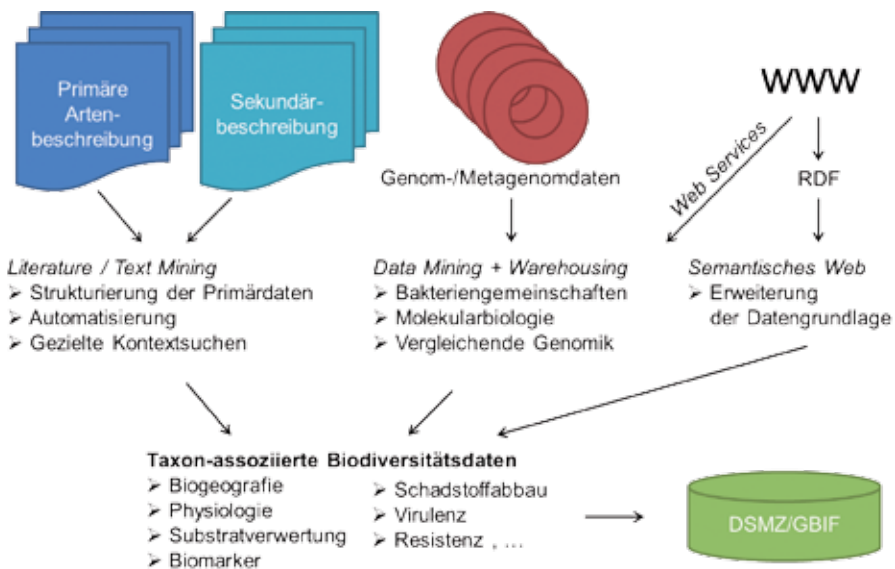 Primäre
Arten-
beschreibung
Sekundär-
beschreibung
Genom-/Metagenomdaten
WWW
Web Services
RDF
Literature / Text Mining
➢ Strukturierung der Primärdaten
➢ Automatisierung
➢ Gezielte Kontextsuchen
Data Mining + Warehousing
➢ Bakteriengemeinschaften
➢ Molekularbiologie
➢ Vergleichende Genomik
Semantisches Web
➢ Erweiterung
der Datengrundlage
Taxon-assoziierte Biodiversitätsdaten
➢ Biogeografie
➢ Physiologie
➢ Substratverwertung
➢ Biomarker
➢ Schadstoffabbau
➢ Virulenz
➢ Resistenz , …
DSMZ/GBIF